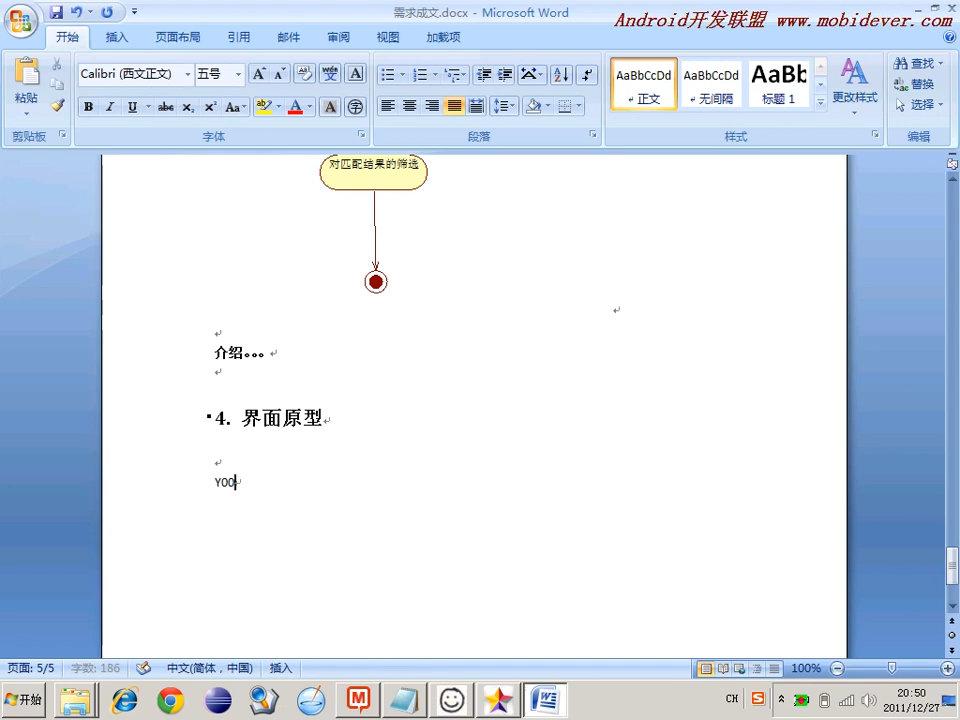 需求成文.docx - Microsoft Word
Android开发联盟 www.mobidever.com
开始 插入 页面布局 引用 邮件 审阅 视图 加载项
粘贴
剪贴板
Calibri (西文正文) 五号
B I U abc X₂ X² Aa
字体
段落
AaBbCcDd AaBbCcDd AaBb
正文 无间隔 标题 1
更改样式
样式
查找
替换
选择
编辑
对匹配结果的筛选
介绍。。。
4. 界面原型
YOO
页面: 5/5 字数: 186 中文(简体，中国) 插入 100%
开始
CH
20:50
2011/12/27